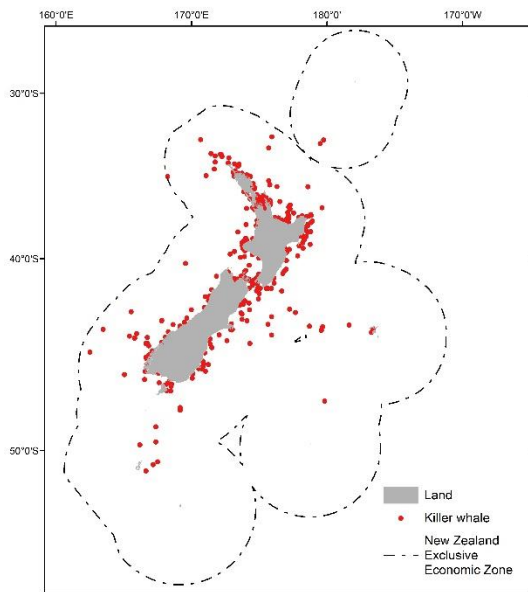 160°0'E 170°0'E 180°0' 170°0'W
30°0'S
40°0'S
50°0'S
Land
Killer whale
New Zealand
Exclusive
Economic Zone